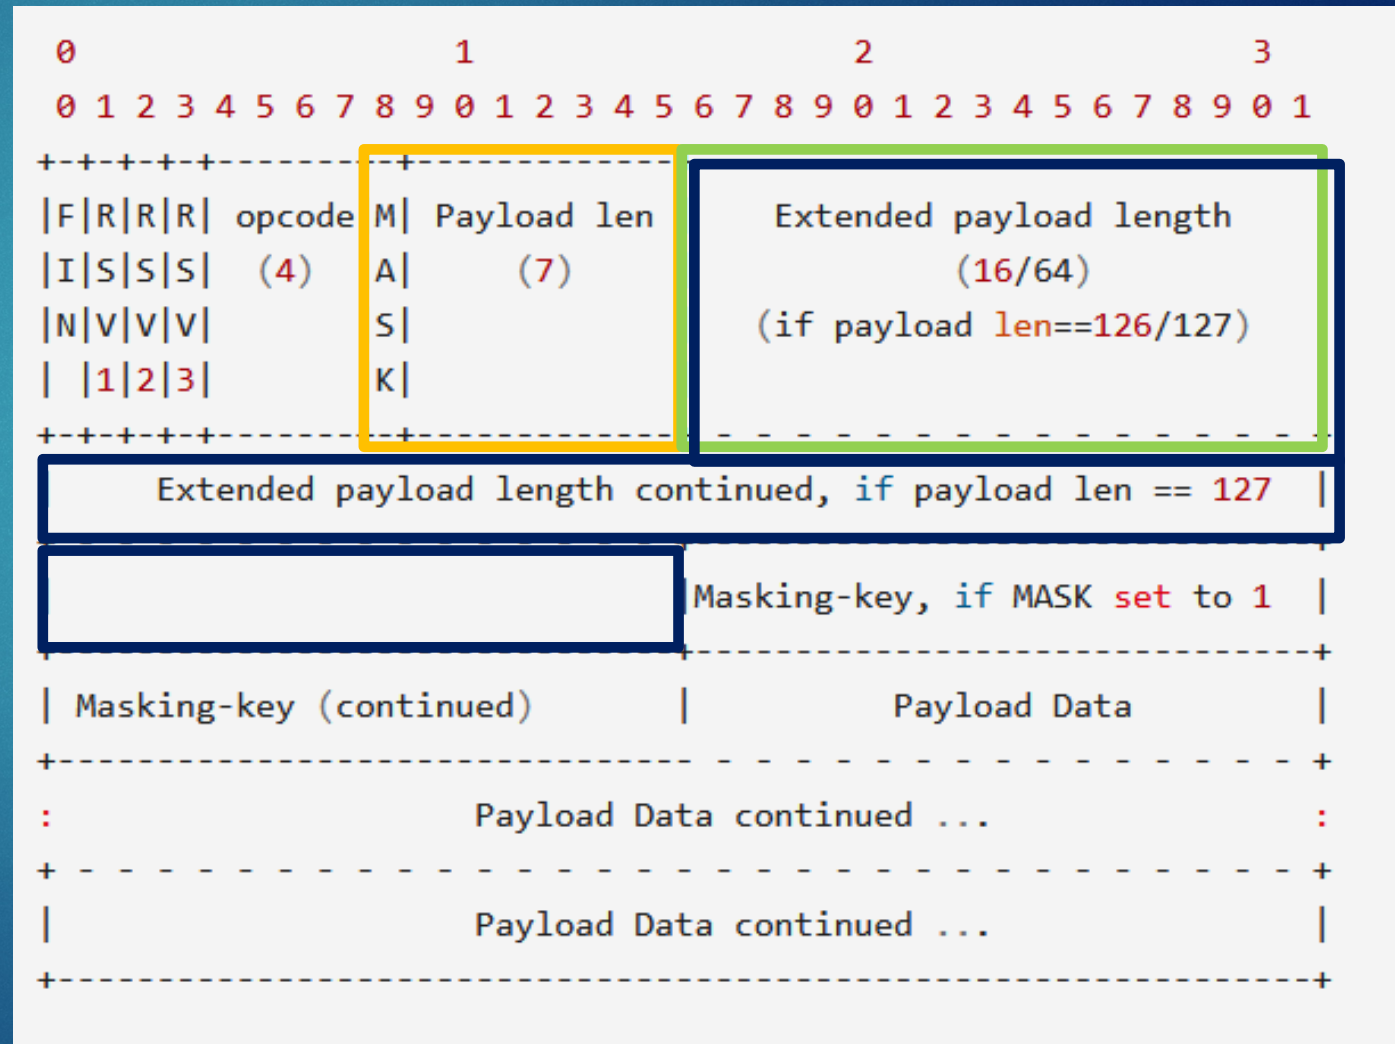 0                   1                   2                   3
0 1 2 3 4 5 6 7 8 9 0 1 2 3 4 5 6 7 8 9 0 1 2 3 4 5 6 7 8 9 0 1
+-+-+-+-+---------+-------------
|F|R|R|R| opcode M| Payload len Extended payload length
|I|S|S|S| (4) A| (7) (16/64)
|N|V|V|V| S| (if payload len==126/127)
| |1|2|3| K|
+-+-+-+-+---------+------------- - - - - - - - - - - - - - - - +
Extended payload length continued, if payload len == 127 |
- - - - - - - - - - - - - - - +-------------------------------+
|Masking-key, if MASK set to 1 |
+-------------------------------+-------------------------------+
| Masking-key (continued) | Payload Data |
+-------------------------------- - - - - - - - - - - - - - - - +
: Payload Data continued ... :
+ - - - - - - - - - - - - - - - - - - - - - - - - - - - - - - - +
| Payload Data continued ... |
+---------------------------------------------------------------+